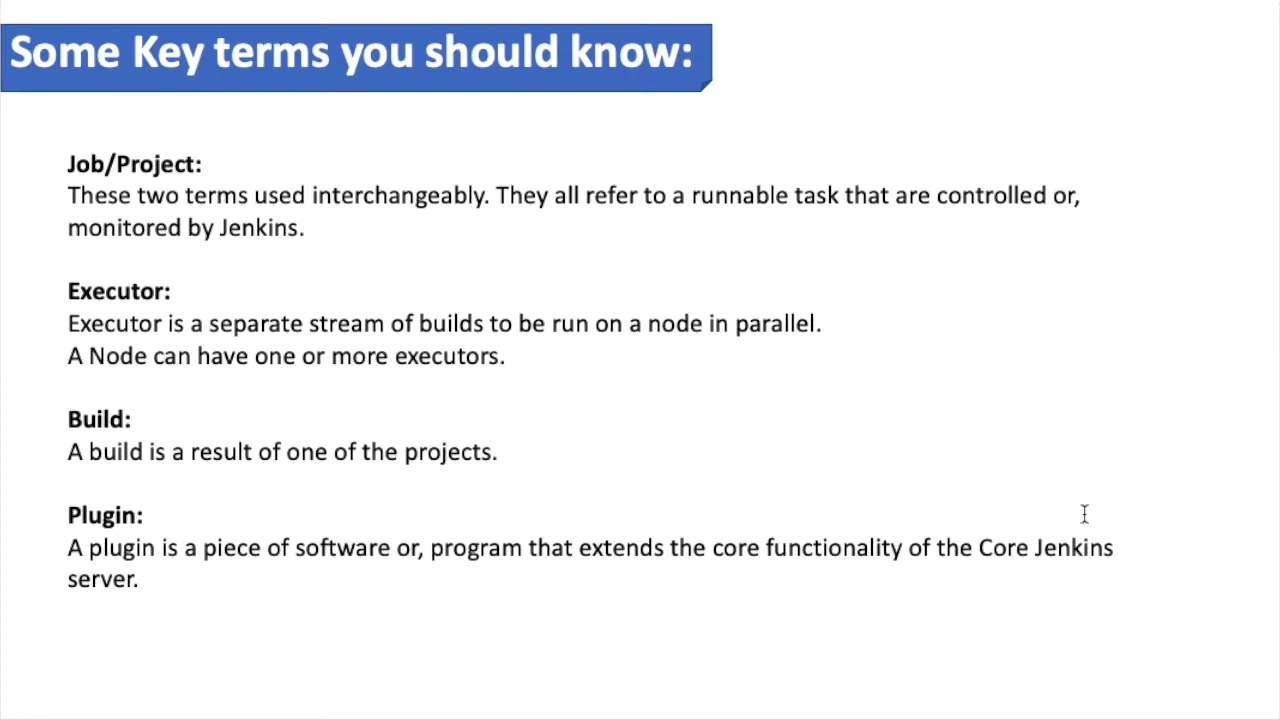 Some Key terms you should know:
Job/Project:
These two terms used interchangeably. They all refer to a runnable task that are controlled or,
monitored by Jenkins.
Executor:
Executor is a separate stream of builds to be run on a node in parallel.
A Node can have one or more executors.
Build:
A build is a result of one of the projects.
Plugin:
A plugin is a piece of software or, program that extends the core functionality of the Core Jenkins
server.